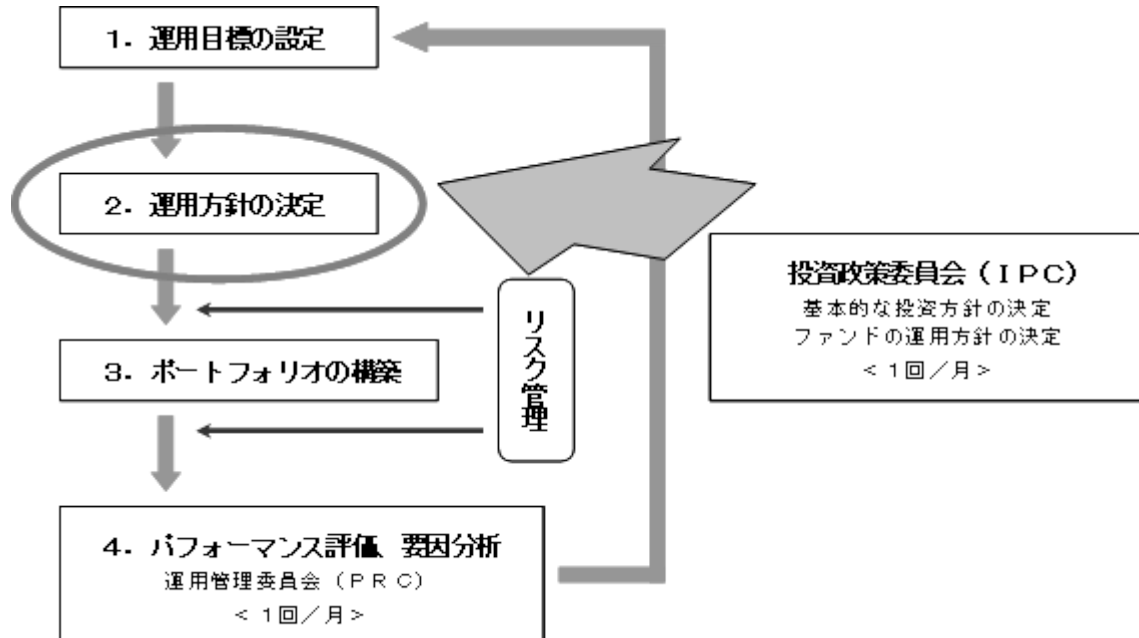 １．運用目標の設定
２．運用方針の決定
投資政策委員会（ＩＰＣ）
基本的な投資方針の決定
ファンドの運用方針の決定
＜１回／月＞
リスク管理
３．ポートフォリオの構築
４．パフォーマンス評価、要因分析
運用管理委員会（ＰＲＣ）
＜１回／月＞